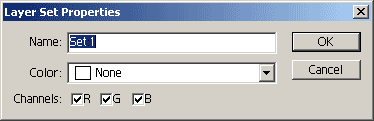 Layer Set Properties
Name: Set 1 OK
Color: None Cancel
Channels: R G B